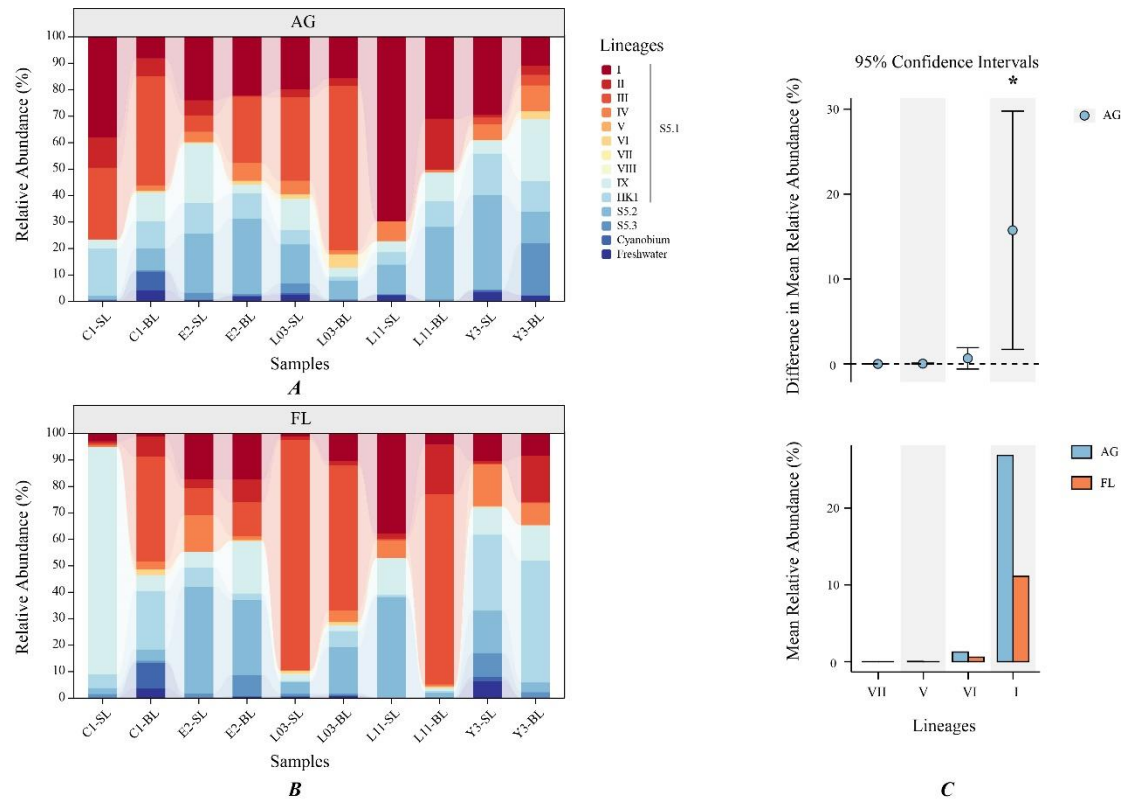 AG
100
90
80
70
60
50
40
30
20
10
0
Relative Abundance (%)
C1-SL
C1-BL
E2-SL
E2-BL
L03-SL
L03-BL
L11-SL
L11-BL
Y3-SL
Y3-BL
Samples
A
Lineages
I
II
III
IV
V
VI
VII
VIII
IX
HK1
S5.2
S5.3
Cyanobium
Freshwater
S5.1
FL
100
90
80
70
60
50
40
30
20
10
0
Relative Abundance (%)
C1-SL
C1-BL
E2-SL
E2-BL
L03-SL
L03-BL
L11-SL
L11-BL
Y3-SL
Y3-BL
Samples
B
95% Confidence Intervals
*
30
20
10
0
Difference in Mean Relative Abundance (%)
AG
20
10
0
Mean Relative Abundance (%)
AG
FL
VII
V
VI
I
Lineages
C